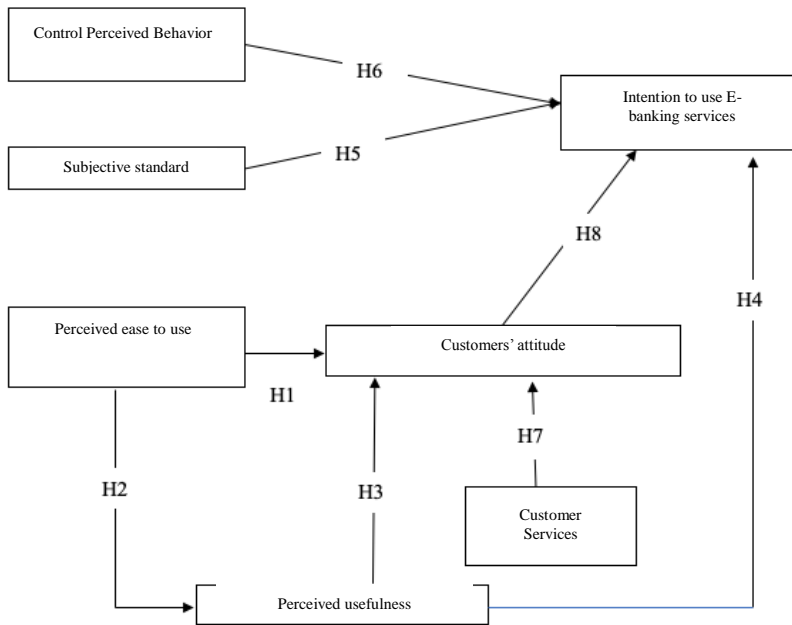 Control Perceived Behavior
H6
Intention to use E-
banking services
Subjective standard
H5
H8
H4
Perceived ease to use
Customers’ attitude
H1
H7
H2
H3
Customer
Services
Perceived usefulness